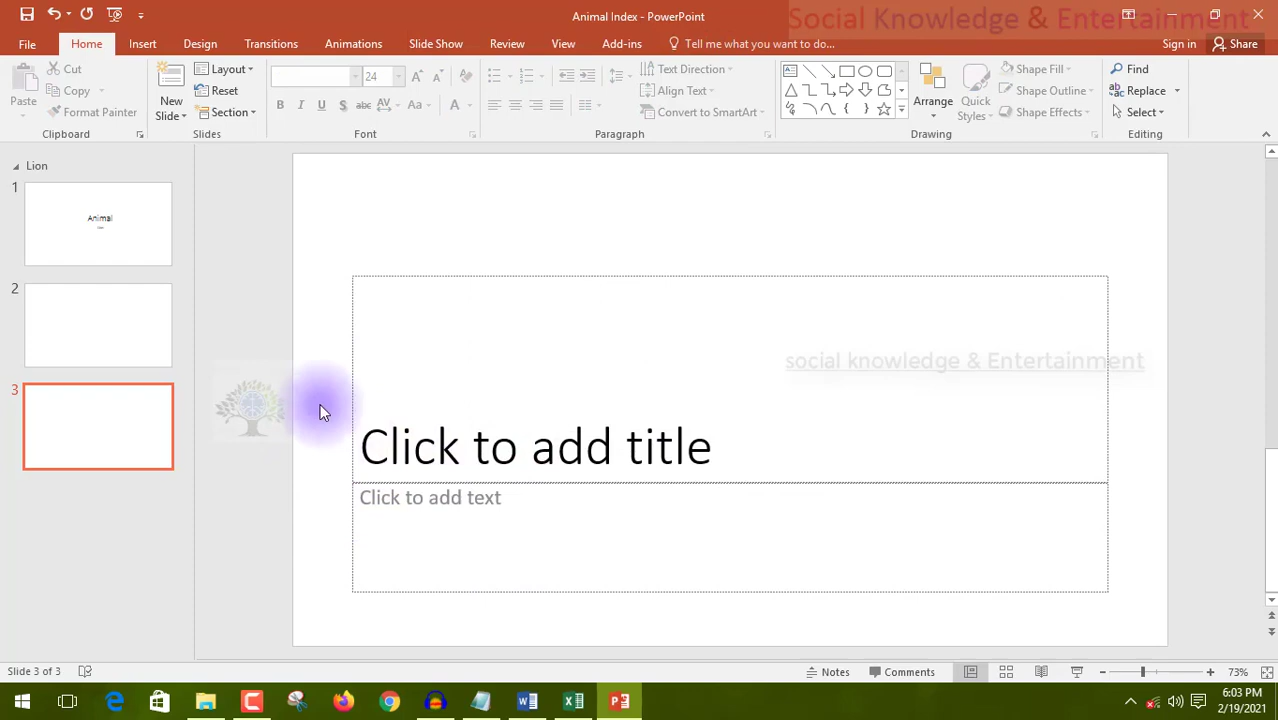 Animal Index - PowerPoint
Social Knowledge & Entertainment
File Home Insert Design Transitions Animations Slide Show Review View Add-ins Tell me what you want to do... Sign in Share
Paste Cut Copy Format Painter Clipboard
New Slide Layout Reset Section Slides
24 B I U S abc AV Aa A Font
Text Direction Align Text Convert to SmartArt Paragraph
Arrange Quick Styles Shape Fill Shape Outline Shape Effects Drawing
Find Replace Select Editing
Lion
1
Animal
2
3
social knowledge & Entertainment
Click to add title
Click to add text
Slide 3 of 3 Notes Comments 73%
6:03 PM
2/19/2021